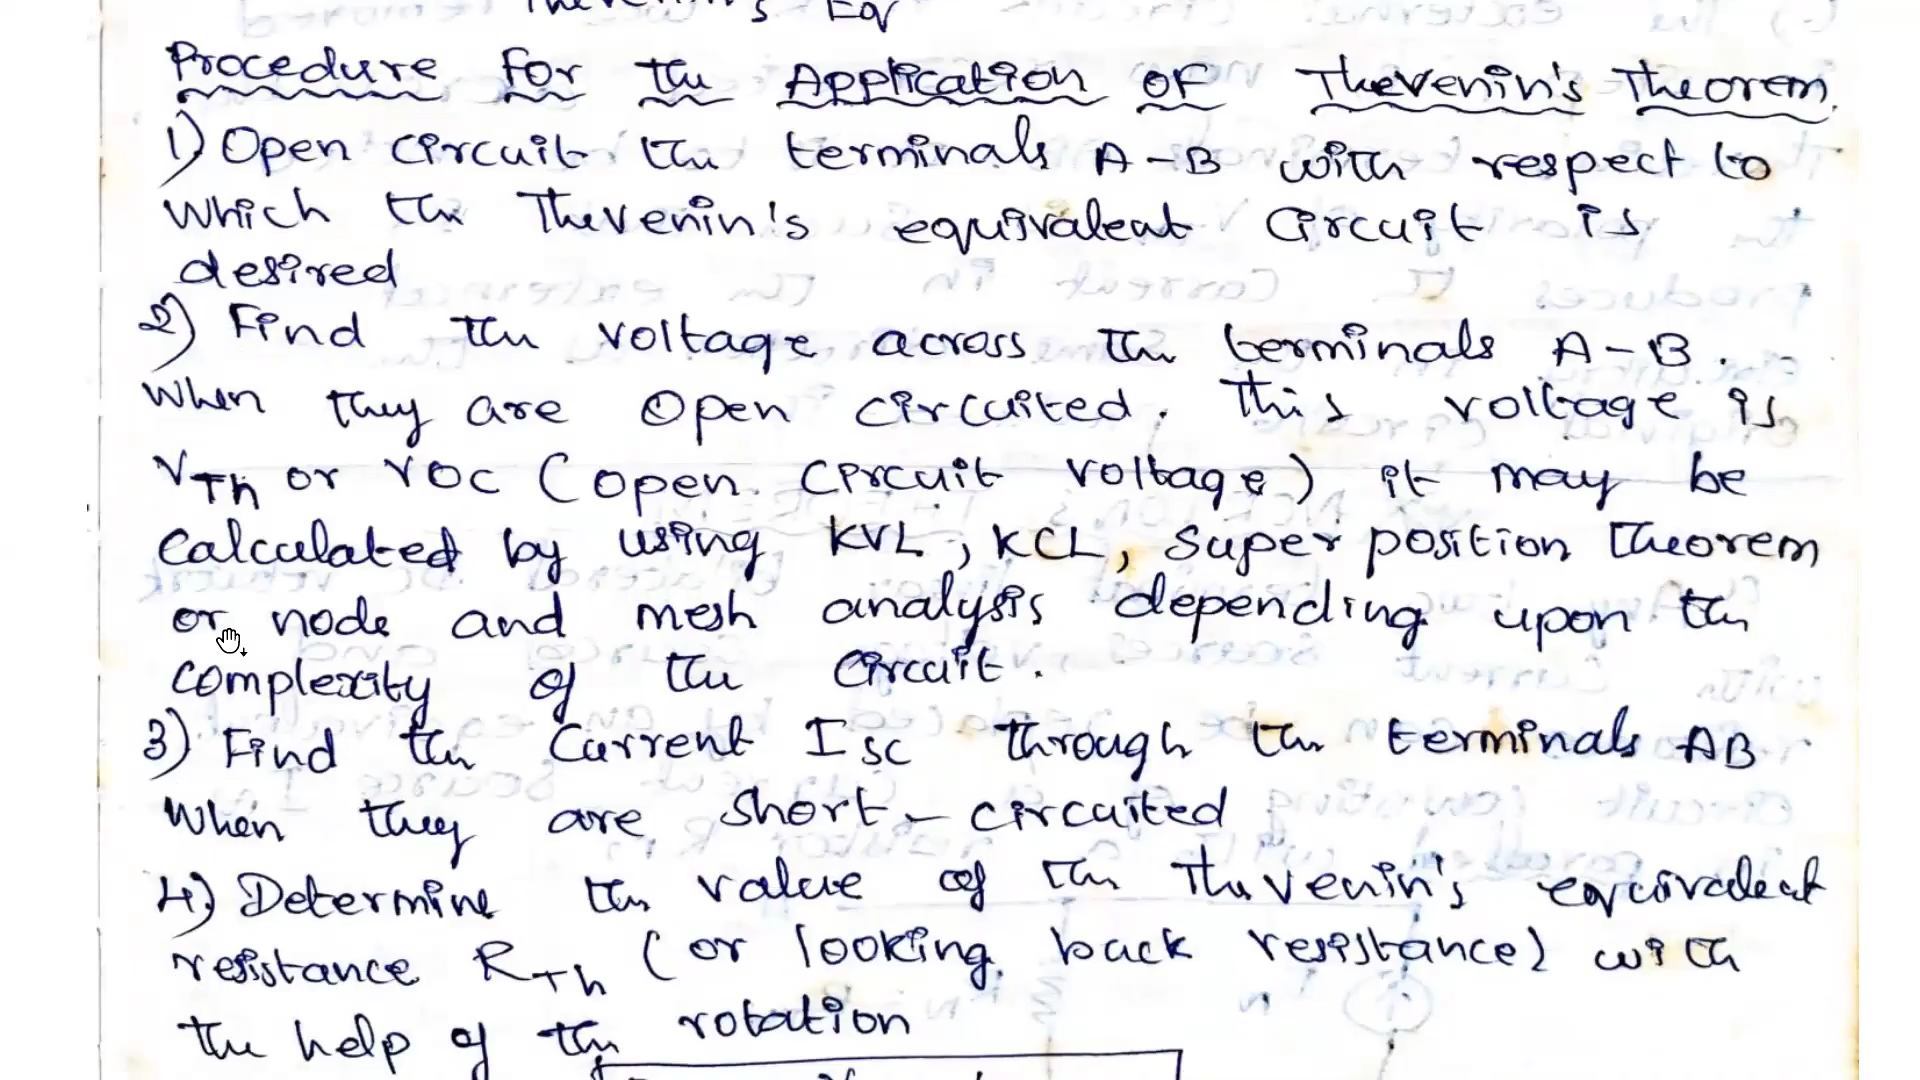 Thevenin's Eq
Procedure for the Application of Thevenin's Theorem.
1) Open circuit the terminals A-B with respect to
which the Thevenin's equivalent circuit is
desired
2) Find the voltage across the terminals A-B.
When they are open circuited. This voltage is
VTh or VOC (open circuit voltage) it may be
calculated by using KVL, KCL, Super position theorem
or node and mesh analysis depending upon the
complexity of the circuit.
3) Find the current ISC through the terminals AB
When they are short-circuited
4) Determine the value of the Thevenin's equivalent
resistance RTh (or looking back resistance) with
the help of the rotation